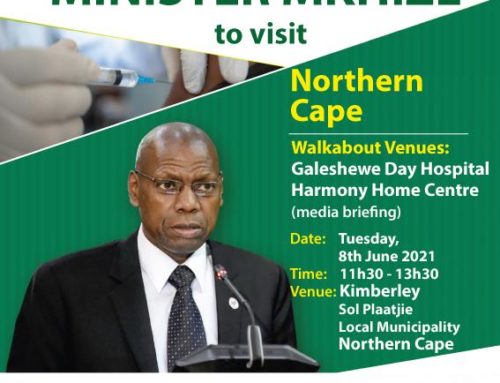 MINISTER MKHIZE
to visit
Northern
Cape
Walkabout Venues:
Galeshewe Day Hospital
Harmony Home Centre
(media briefing)
Date: Tuesday,
8th June 2021
Time: 11h30 - 13h30
Venue: Kimberley
Sol Plaatjie
Local Municipality
Northern Cape